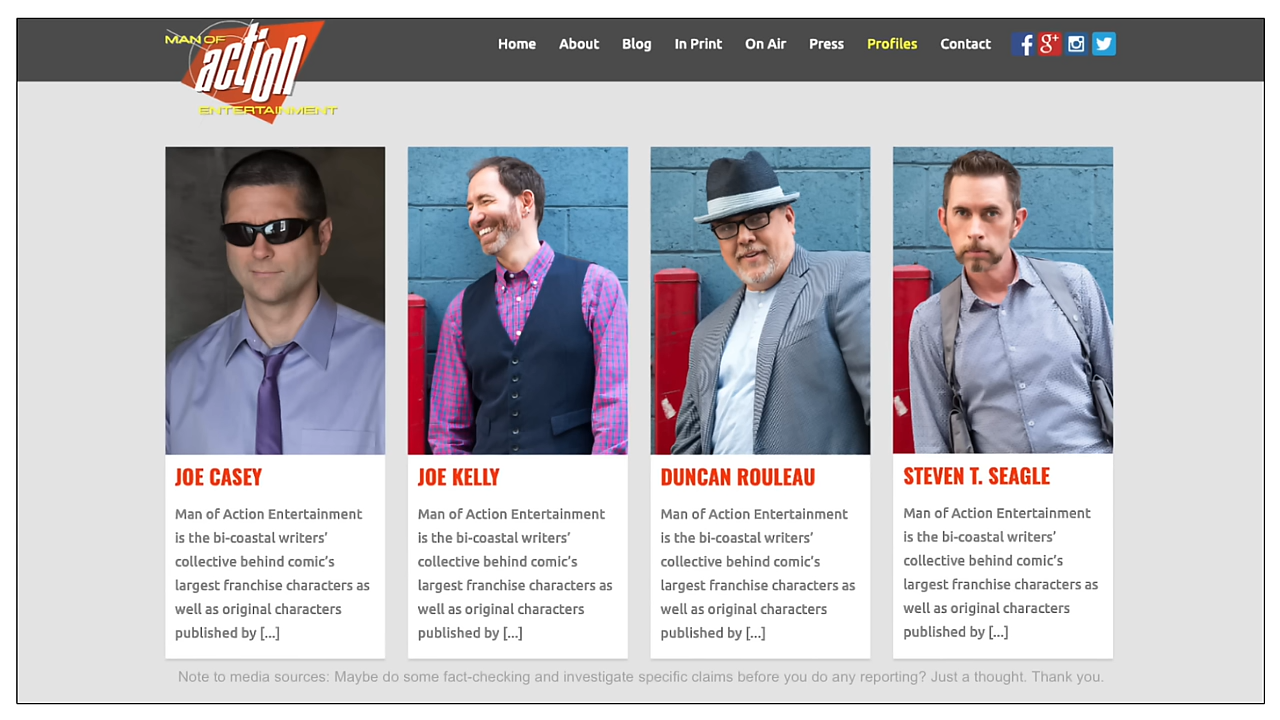 MAN OF
action
ENTERTAINMENT
Home About Blog In Print On Air Press Profiles Contact
JOE CASEY
Man of Action Entertainment
is the bi-coastal writers’
collective behind comic’s
largest franchise characters as
well as original characters
published by [...]
JOE KELLY
Man of Action Entertainment
is the bi-coastal writers’
collective behind comic’s
largest franchise characters as
well as original characters
published by [...]
DUNCAN ROULEAU
Man of Action Entertainment
is the bi-coastal writers’
collective behind comic’s
largest franchise characters as
well as original characters
published by [...]
STEVEN T. SEAGLE
Man of Action Entertainment
is the bi-coastal writers’
collective behind comic’s
largest franchise characters as
well as original characters
published by [...]
Note to media sources: Maybe do some fact-checking and investigate specific claims before you do any reporting? Just a thought. Thank you.